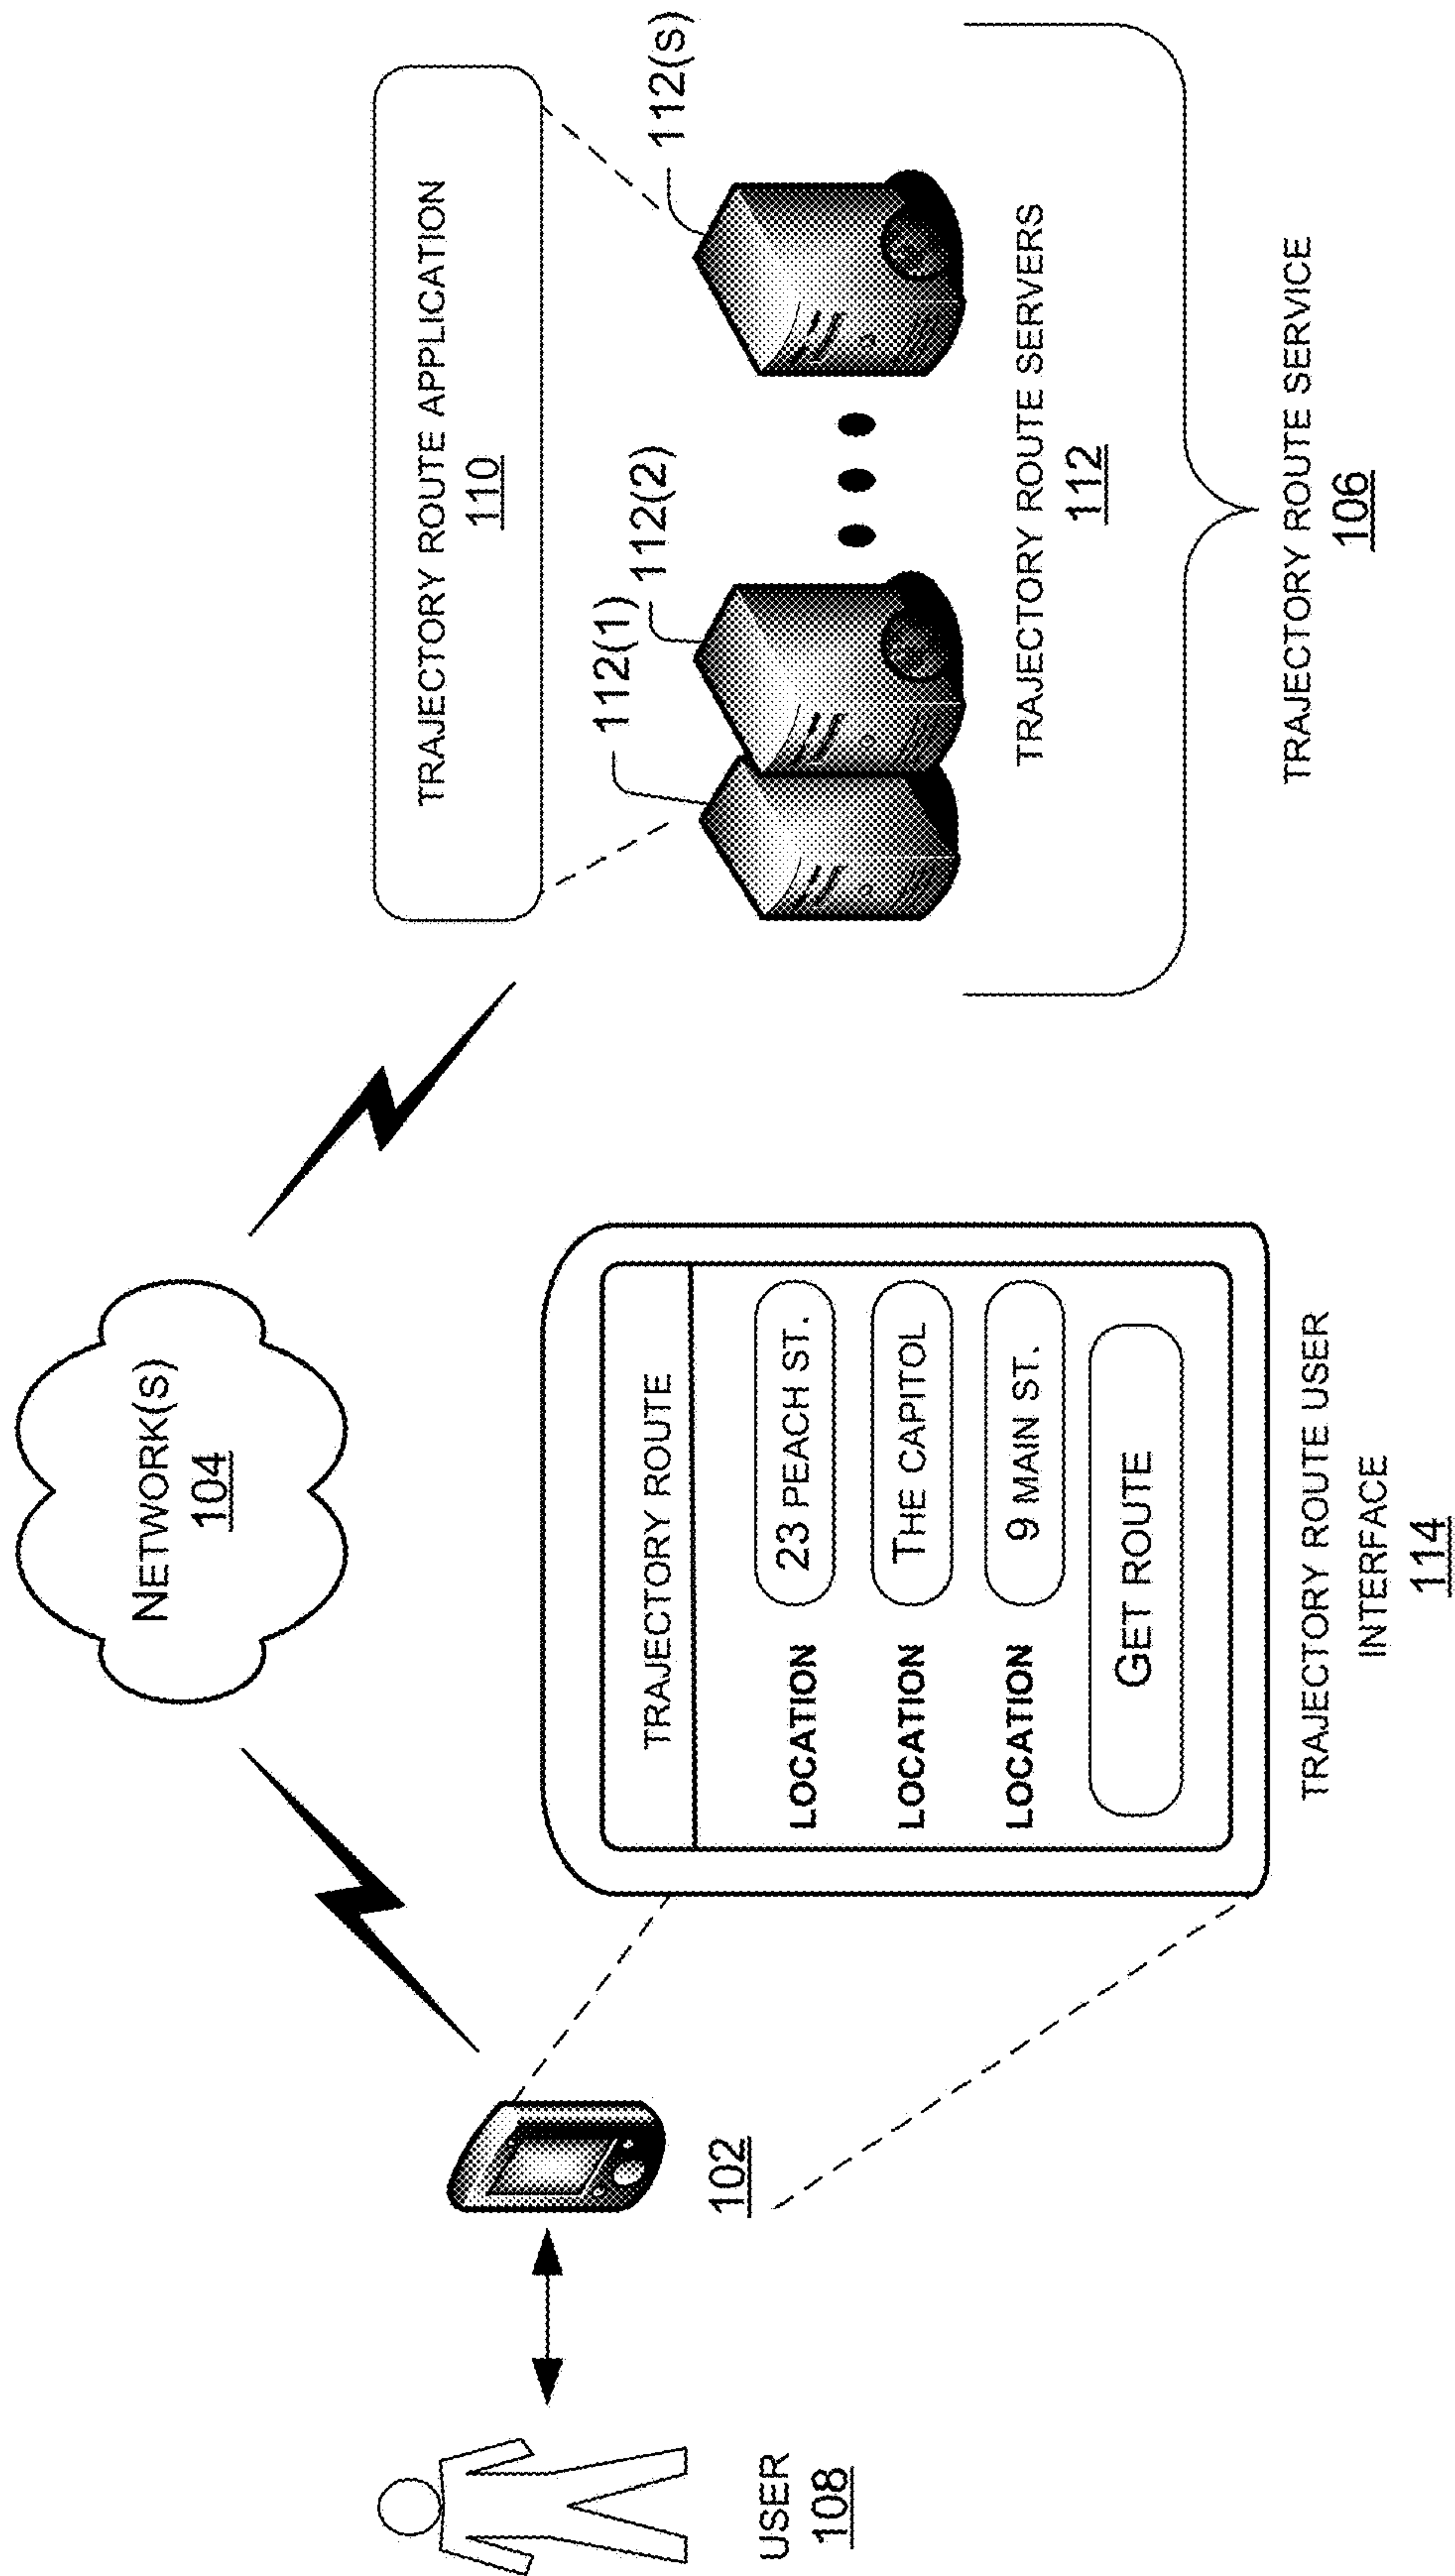 NETWORK(S)
104
TRAJECTORY ROUTE APPLICATION
110
USER
108
102
TRAJECTORY ROUTE
LOCATION 23 PEACH ST.
LOCATION THE CAPITOL
LOCATION 9 MAIN ST.
GET ROUTE
TRAJECTORY ROUTE USER
INTERFACE
114
112(1)
112(2)
112(S)
TRAJECTORY ROUTE SERVERS
112
TRAJECTORY ROUTE SERVICE
106